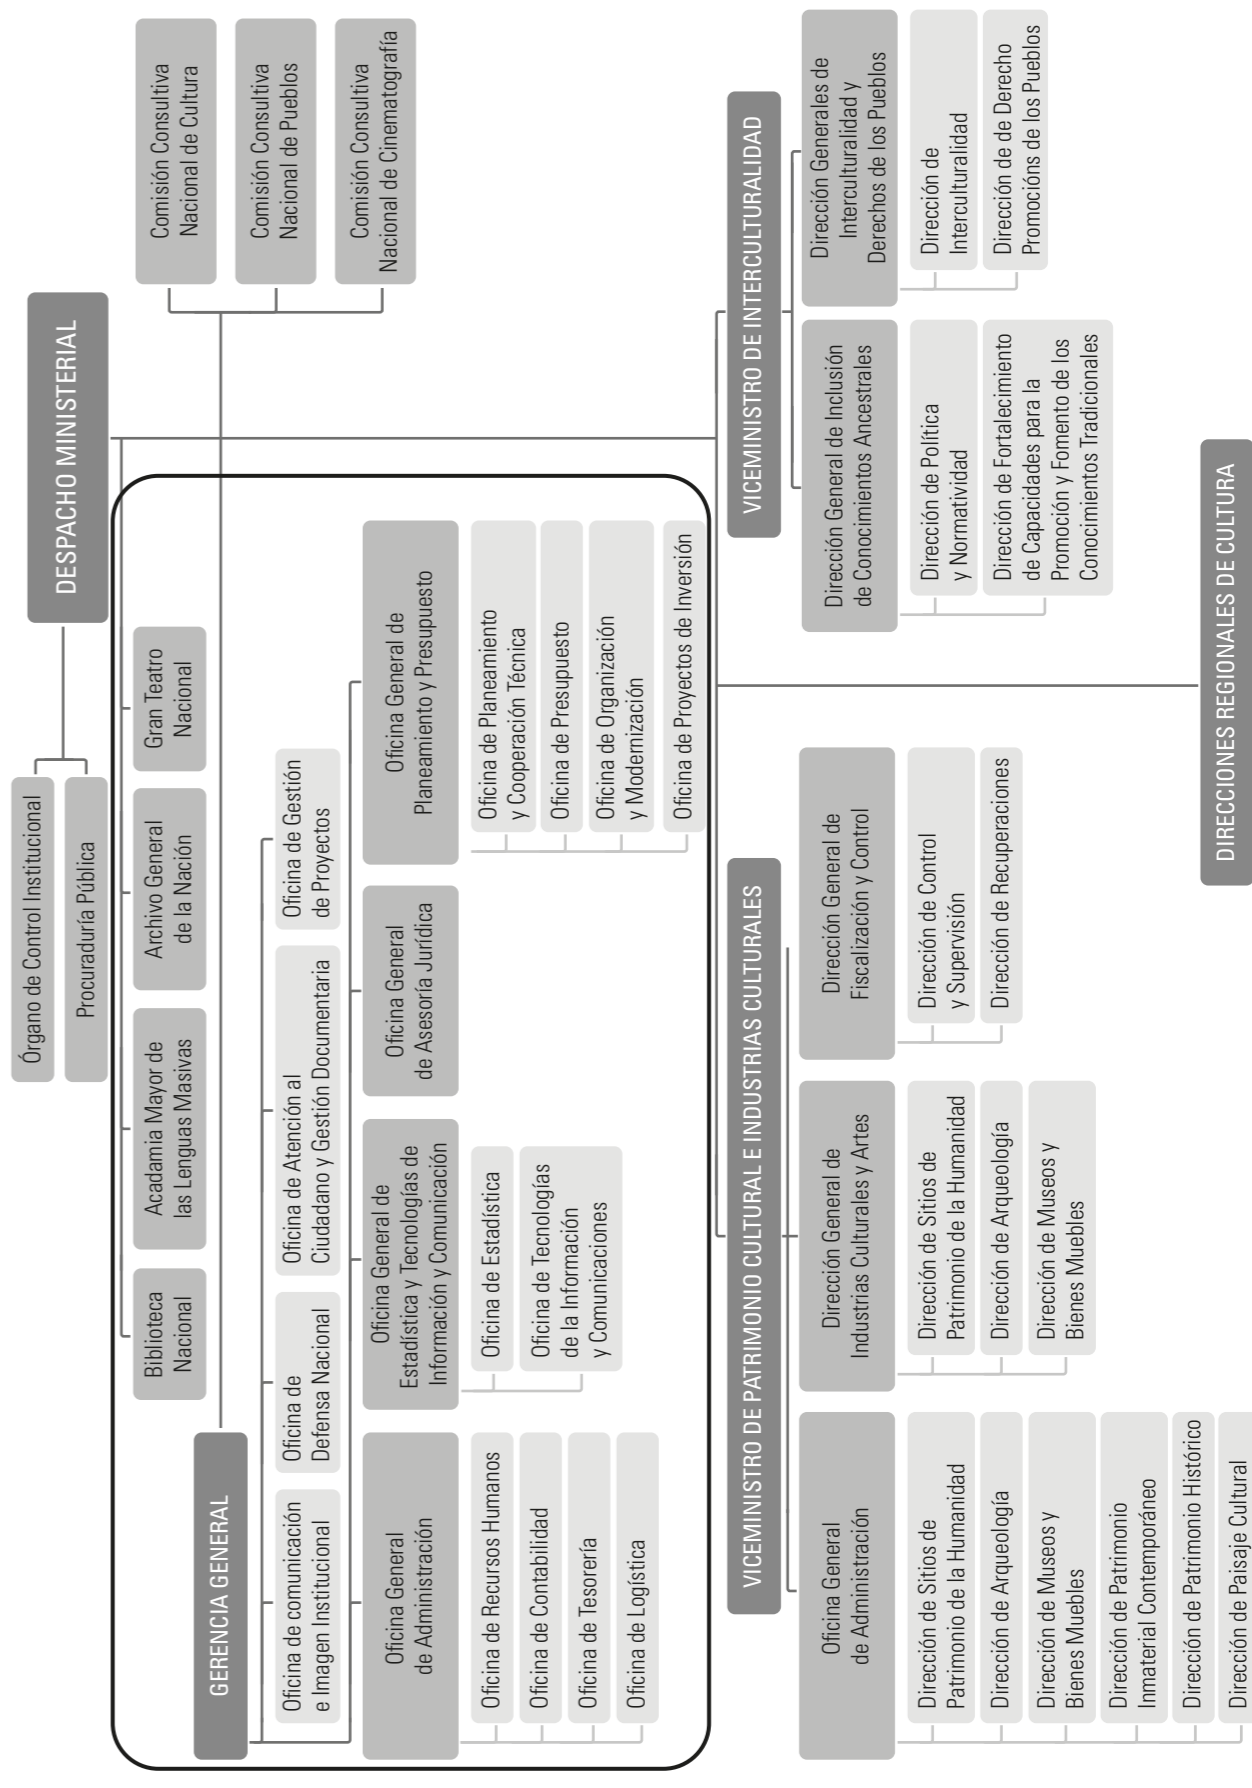 Órgano de Control Institucional
Procuraduría Pública
DESPACHO MINISTERIAL
Comisión Consultiva
Nacional de Cultura
Comisión Consultiva
Nacional de Pueblos
Comisión Consultiva
Nacional de Cinematografía
Biblioteca
Nacional
Acadamia Mayor de
las Lenguas Masivas
Archivo General
de la Nación
Gran Teatro
Nacional
GERENCIA GENERAL
Oficina de comunicación
e Imagen Institucional
Oficina de
Defensa Nacional
Oficina de Atención al
Ciudadano y Gestión Documentaria
Oficina de Gestión
de Proyectos
Oficina General
de Administración
Oficina de Recursos Humanos
Oficina de Contabilidad
Oficina de Tesorería
Oficina de Logística
Oficina General de
Estadística y Tecnologías de
Información y Comunicación
Oficina de Estadística
Oficina de Tecnologías
de la Información
y Comunicaciones
Oficina General
de Asesoría Jurídica
Oficina General de
Planeamiento y Presupuesto
Oficina de Planeamiento
y Cooperación Técnica
Oficina de Presupuesto
Oficina de Organización
y Modernización
Oficina de Proyectos de Inversión
VICEMINISTRO DE PATRIMONIO CULTURAL E INDUSTRIAS CULTURALES
Oficina General
de Administración
Dirección de Sitios de
Patrimonio de la Humanidad
Dirección de Arqueología
Dirección de Museos y
Bienes Muebles
Dirección de Patrimonio
Inmaterial Contemporáneo
Dirección de Patrimonio Histórico
Dirección de Paisaje Cultural
Dirección General de
Industrias Culturales y Artes
Dirección de Sitios de
Patrimonio de la Humanidad
Dirección de Arqueología
Dirección de Museos y
Bienes Muebles
Dirección General de
Fiscalización y Control
Dirección de Control
y Supervisión
Dirección de Recuperaciones
VICEMINISTRO DE INTERCULTURALIDAD
Dirección General de Inclusión
de Conocimientos Ancestrales
Dirección de Política
y Normatividad
Dirección de Fortalecimiento
de Capacidades para la
Promoción y Fomento de los
Conocimientos Tradicionales
Dirección Generales de
Interculturalidad y
Derechos de los Pueblos
Dirección de
Interculturalidad
Dirección de de Derecho
Promocións de los Pueblos
DIRECCIONES REGIONALES DE CULTURA